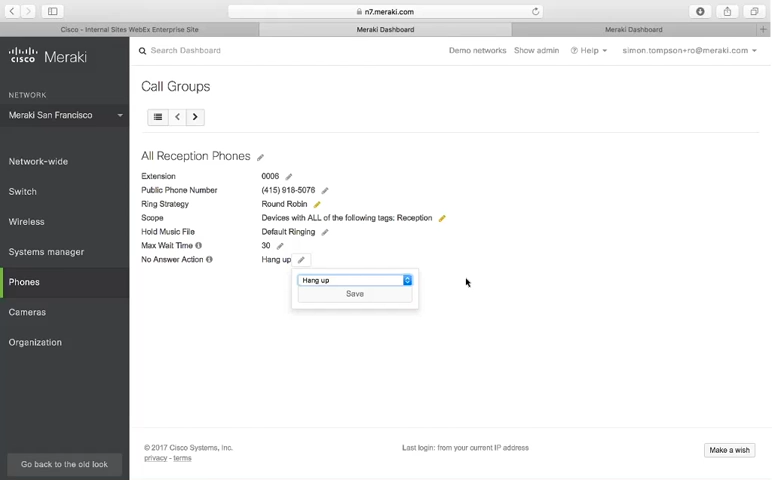 n7.meraki.com
Cisco - Internal Sites WebEx Enterprise Site
Meraki Dashboard
Meraki Dashboard
cisco Meraki
Search Dashboard
Demo networks
Show admin
Help
simon.tompson+ro@meraki.com
NETWORK
Meraki San Francisco
Network-wide
Switch
Wireless
Systems manager
Phones
Cameras
Organization
Go back to the old look
Call Groups
All Reception Phones
Extension 0006
Public Phone Number (415) 918-5076
Ring Strategy Round Robin
Scope Devices with ALL of the following tags: Reception
Hold Music File Default Ringing
Max Wait Time 30
No Answer Action Hang up
Hang up
Save
© 2017 Cisco Systems, Inc.
privacy - terms
Last login: from your current IP address
Make a wish